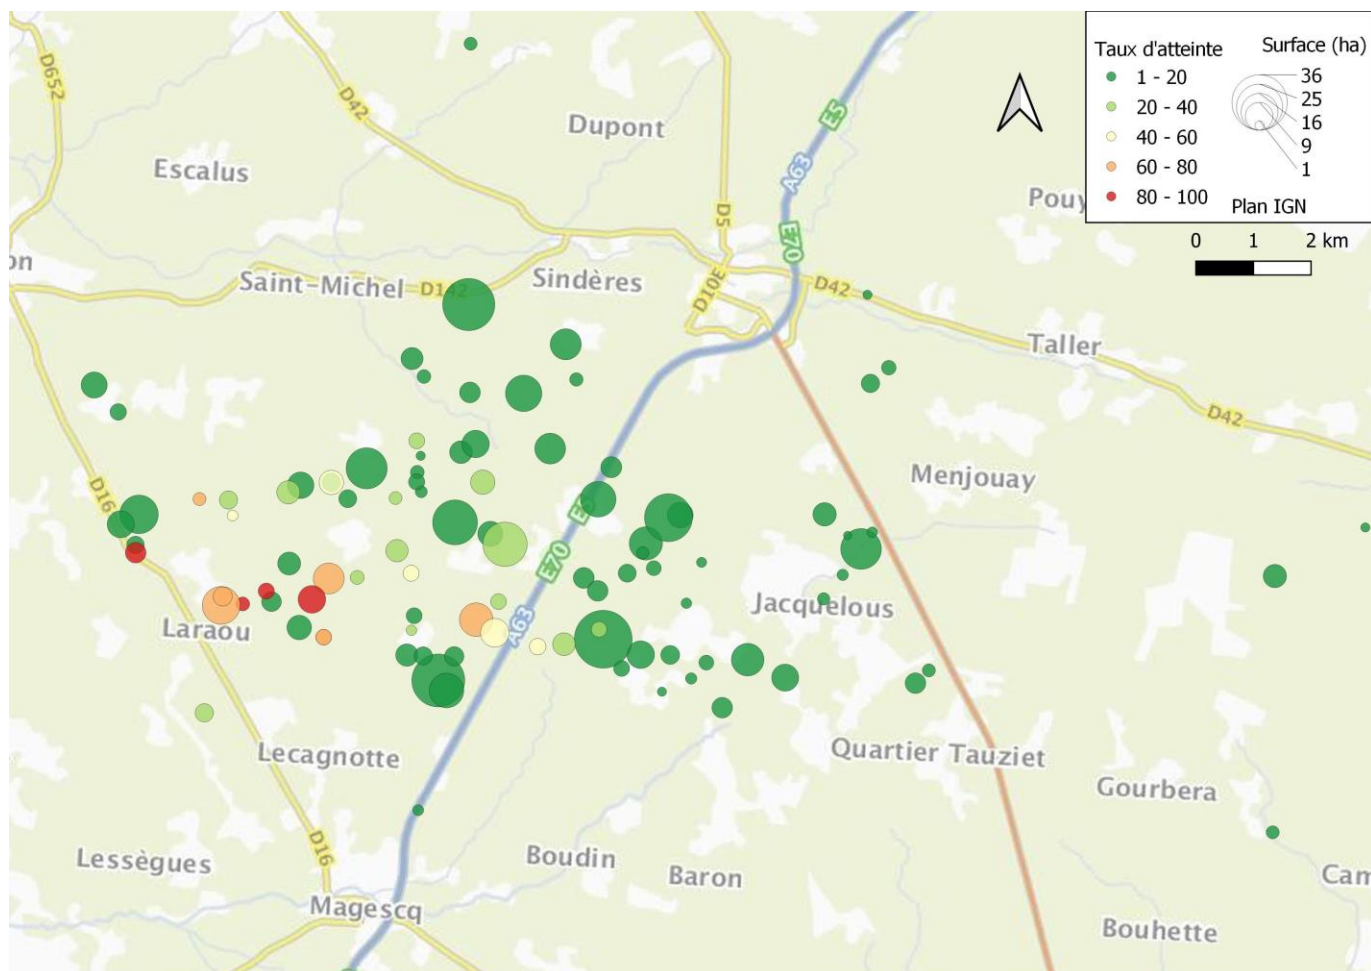 D652
D42
Dupont
E5
Escalus
A63
D5
Pouy
E70
on
Saint-Michel
D142
Sindères
D10E
D42
Taller
D42
D16
Menjouay
E70
Jacquelous
A63
Laraou
Lecagnotte
Quartier Tauziet
Gourbera
D16
Lessègues
Boudin
Baron
Cam
Magescq
Bouhette
Taux d'atteinte
1 - 20
20 - 40
40 - 60
60 - 80
80 - 100
Surface (ha)
36
25
16
9
1
Plan IGN
0 1 2 km